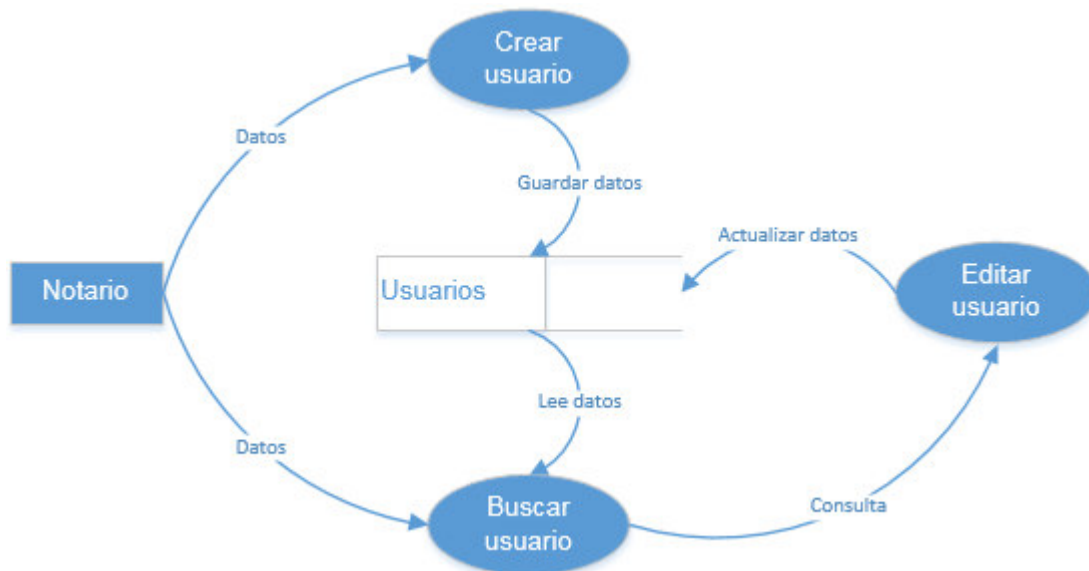 Crear
usuario
Datos
Guardar datos
Actualizar datos
Notario
Usuarios
Editar
usuario
Lee datos
Datos
Buscar
usuario
Consulta